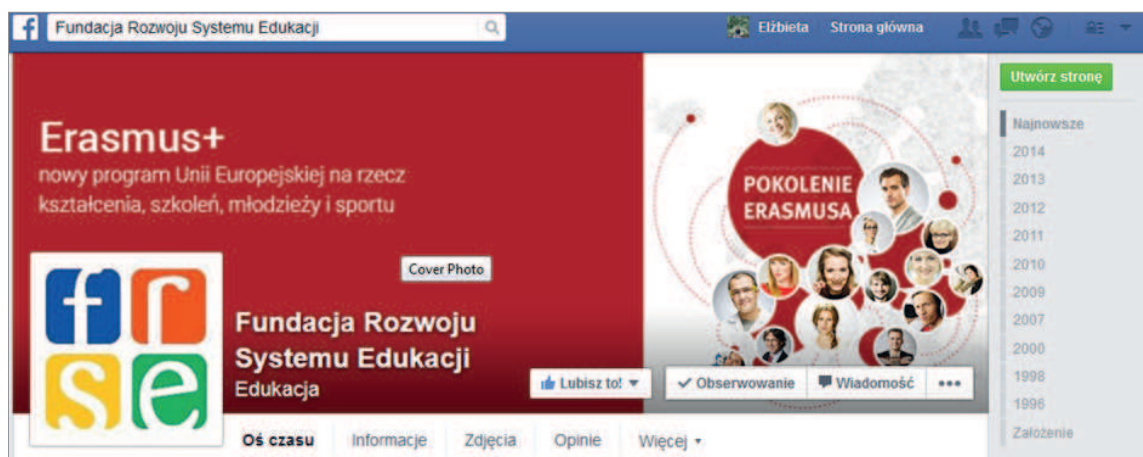 f Fundacja Rozwoju Systemu Edukacji Elżbieta Strona główna
Utwórz stronę
Najnowsze
2014
2013
2012
2011
2010
2009
2007
2000
1998
1996
Założenie
Erasmus+
nowy program Unii Europejskiej na rzecz
kształcenia, szkoleń, młodzieży i sportu
POKOLENIE
ERASMUSA
Cover Photo
fr
se
Fundacja Rozwoju
Systemu Edukacji
Edukacja
Lubisz to! Obserwowanie Wiadomość
Oś czasu Informacje Zdjęcia Opinie Więcej